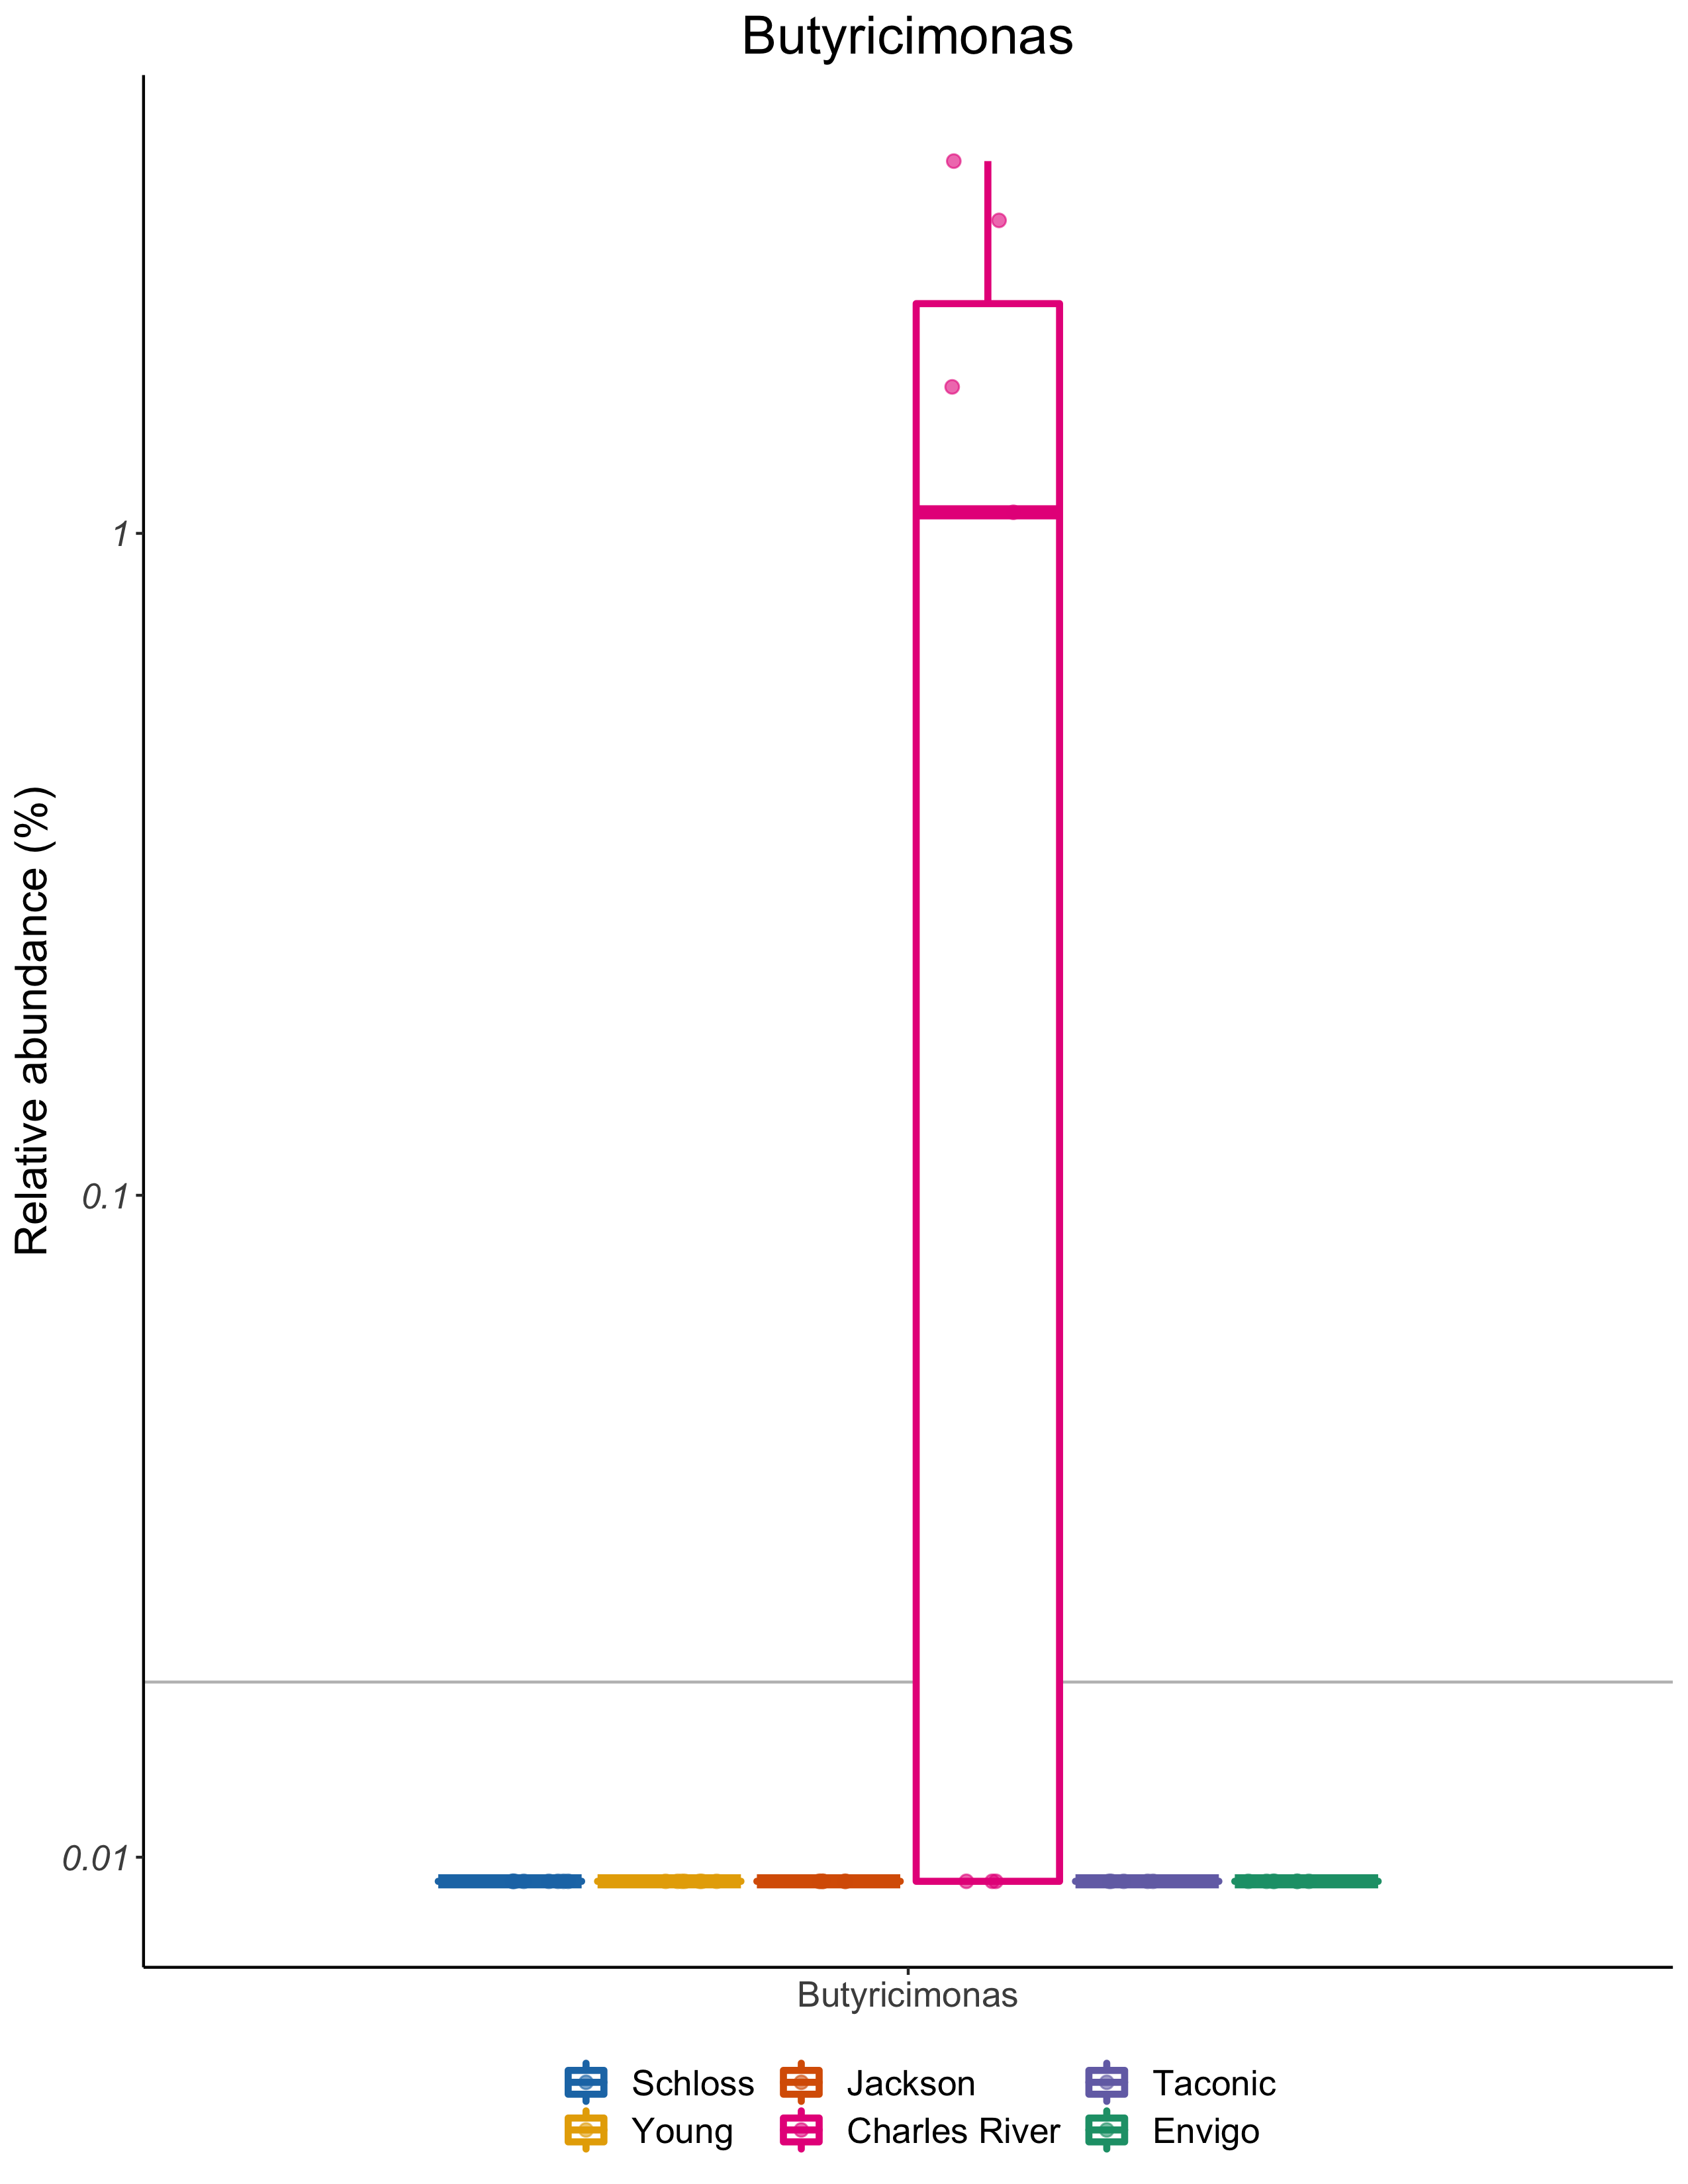 Butyricimonas
Relative abundance (%)
1
0.1
0.01
Butyricimonas
Schloss Jackson Taconic
Young Charles River Envigo